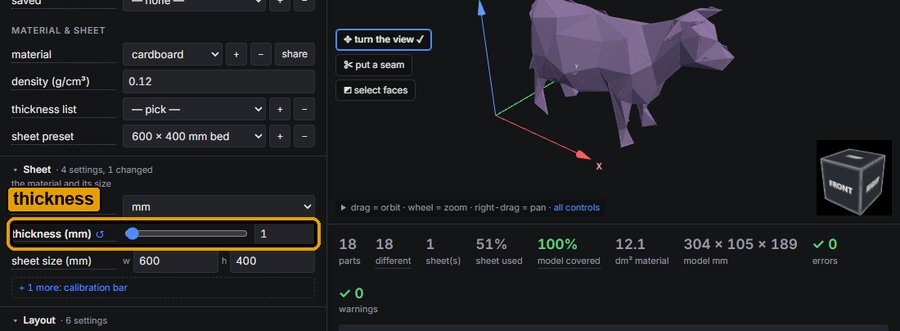 saved — none — + −
MATERIAL & SHEET
material cardboard + − share
density (g/cm³) 0.12
thickness list — pick — + −
sheet preset 600 × 400 mm bed + −
Sheet · 4 settings, 1 changed
the material and its size
thickness
mm
thickness (mm) ↺ 1
sheet size (mm) w 600 h 400
+ 1 more: calibration bar
Layout · 6 settings
✥ turn the view ✓
✂ put a seam
◩ select faces
Y
X
FRONT
▶ drag = orbit · wheel = zoom · right-drag = pan · all controls
18 18 1 51% 100% 12.1 304 × 105 × 189 ✓ 0
parts different sheet(s) sheet used model covered dm² material model mm errors
✓ 0
warnings